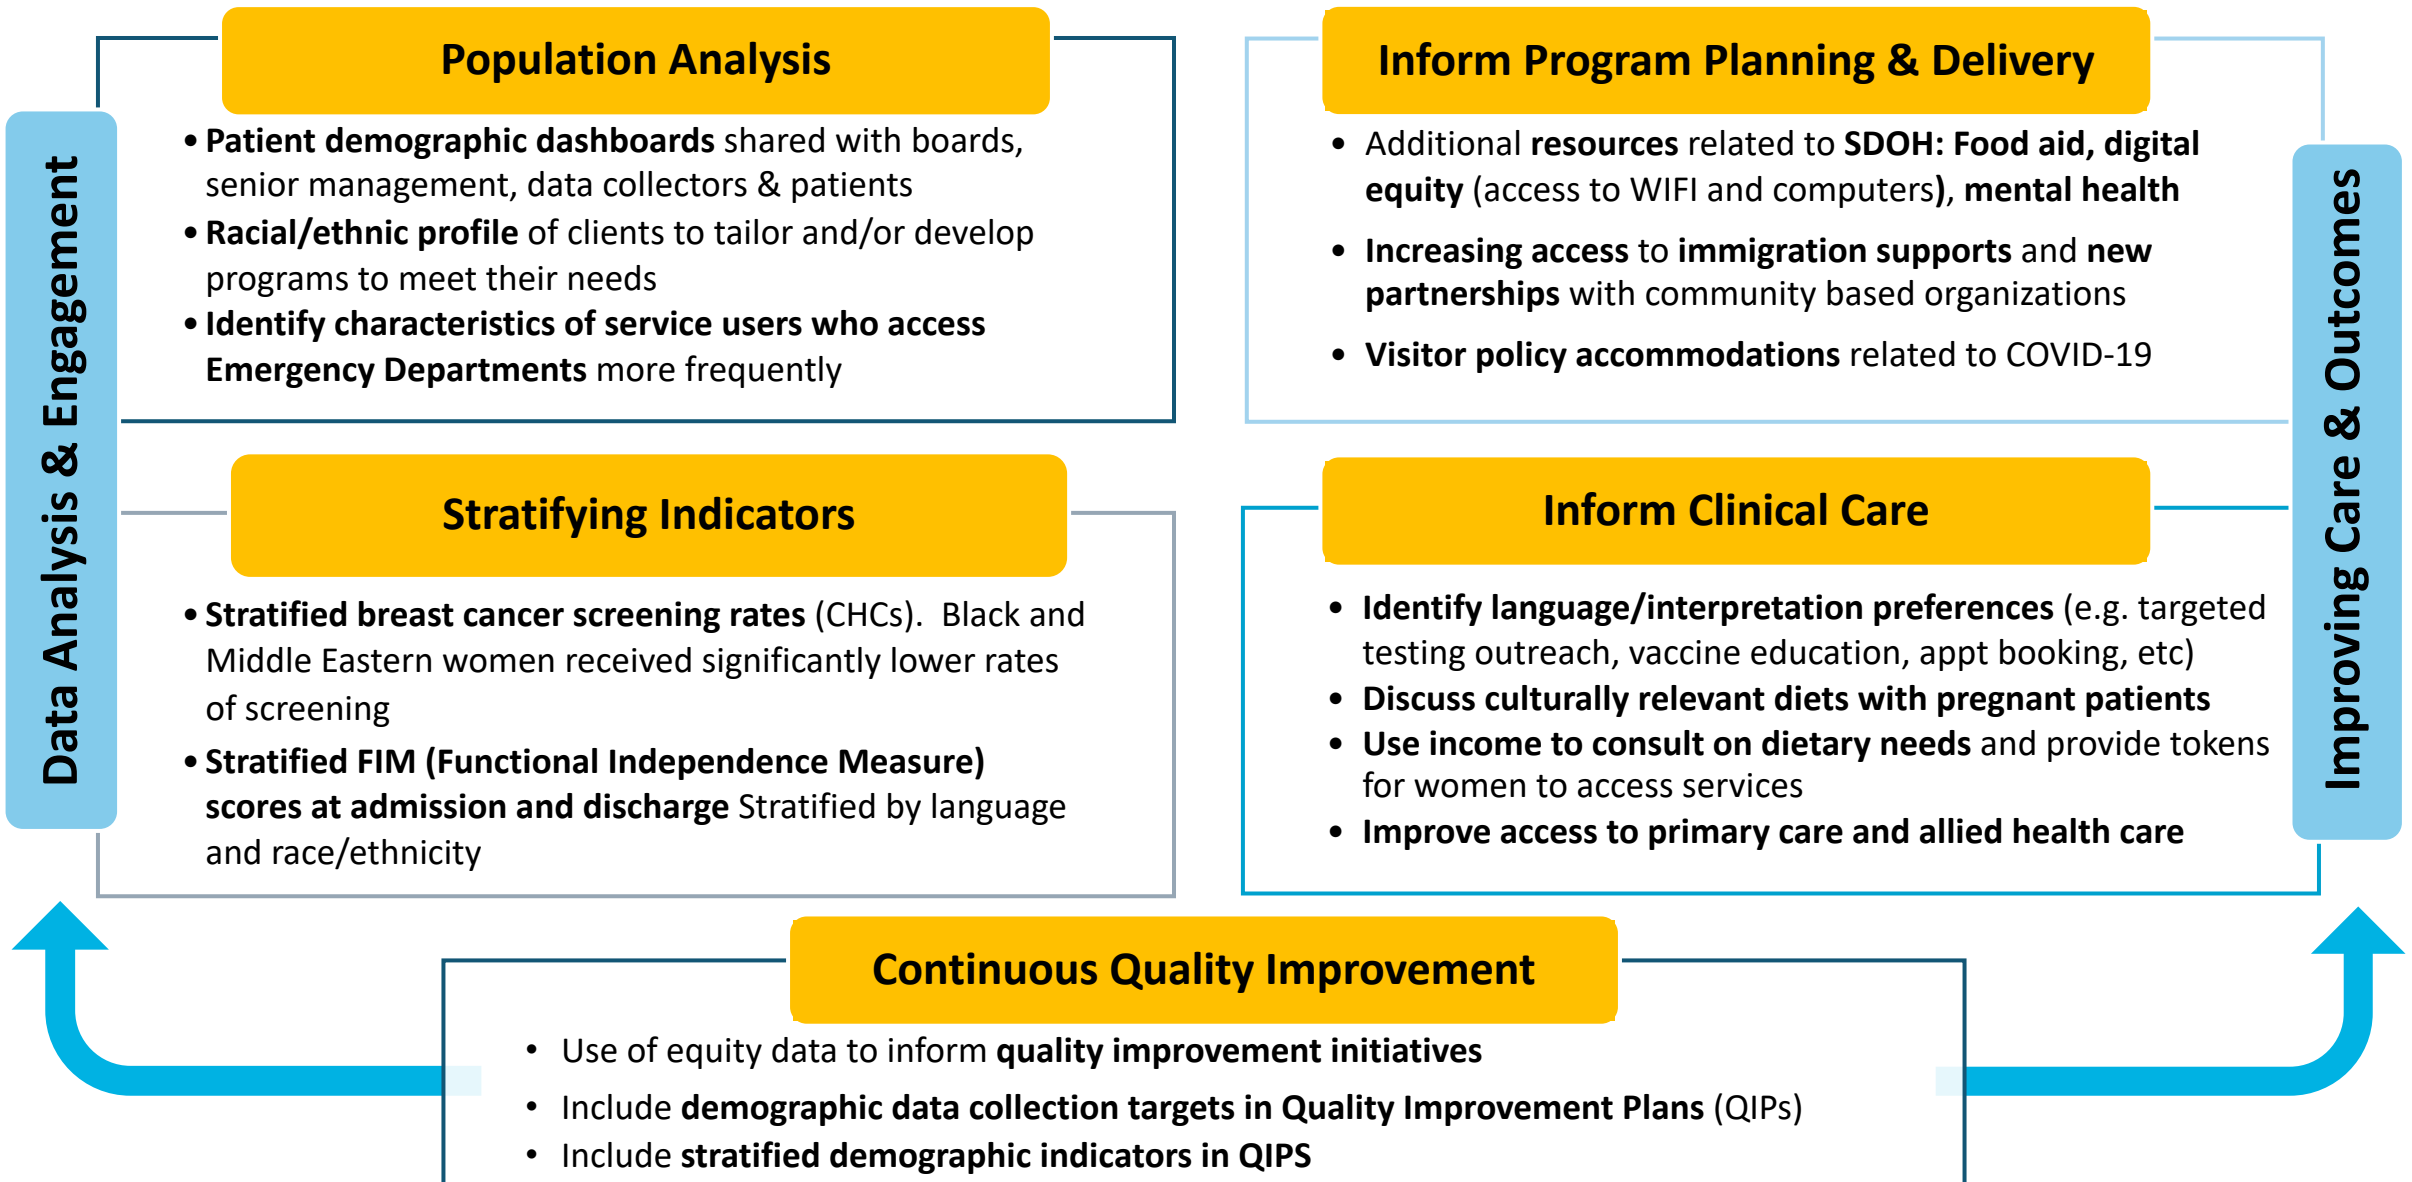 Data Analysis & Engagement
Population Analysis
• Patient demographic dashboards shared with boards,
senior management, data collectors & patients
• Racial/ethnic profile of clients to tailor and/or develop
programs to meet their needs
• Identify characteristics of service users who access
Emergency Departments more frequently
Stratifying Indicators
• Stratified breast cancer screening rates (CHCs).  Black and
Middle Eastern women received significantly lower rates
of screening
• Stratified FIM (Functional Independence Measure)
scores at admission and discharge Stratified by language
and race/ethnicity
Inform Program Planning & Delivery
• Additional resources related to SDOH: Food aid, digital
equity (access to WIFI and computers), mental health
• Increasing access to immigration supports and new
partnerships with community based organizations
• Visitor policy accommodations related to COVID-19
Inform Clinical Care
• Identify language/interpretation preferences (e.g. targeted
testing outreach, vaccine education, appt booking, etc)
• Discuss culturally relevant diets with pregnant patients
• Use income to consult on dietary needs and provide tokens
for women to access services
• Improve access to primary care and allied health care
Improving Care & Outcomes
Continuous Quality Improvement
• Use of equity data to inform quality improvement initiatives
• Include demographic data collection targets in Quality Improvement Plans (QIPs)
• Include stratified demographic indicators in QIPS